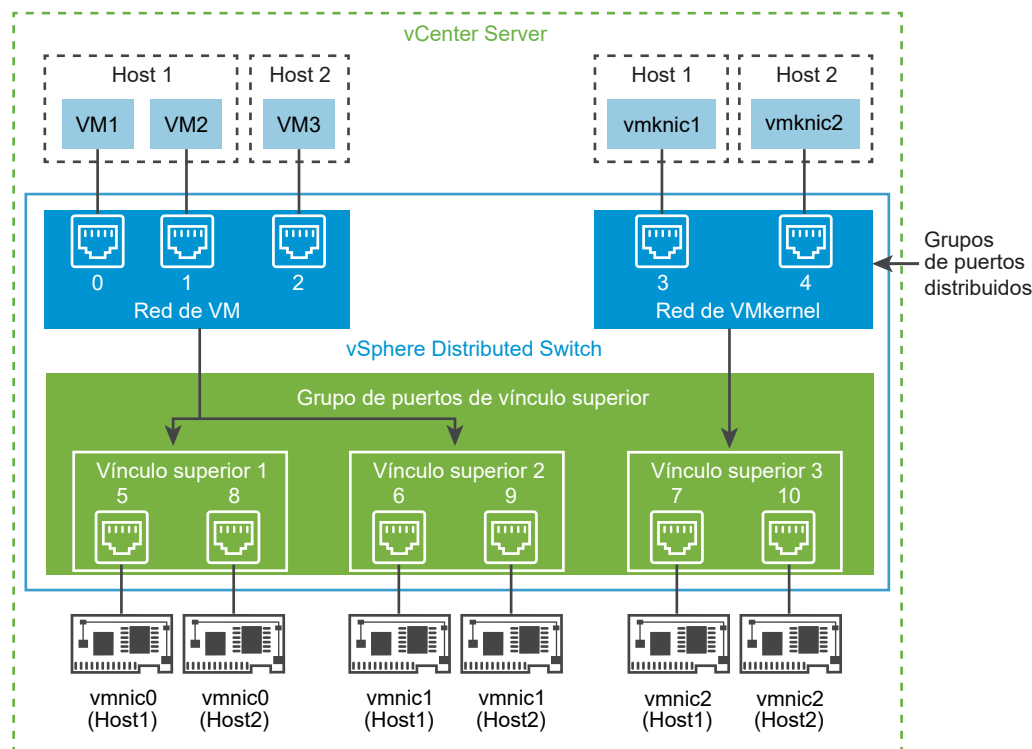 vCenter Server
Host 1
Host 2
Host 1
Host 2
VM1
VM2
VM3
vmknic1
vmknic2
0
1
2
3
4
Red de VM
Red de VMkernel
Grupos
de puertos
distribuidos
vSphere Distributed Switch
Grupo de puertos de vínculo superior
Vínculo superior 1
Vínculo superior 2
Vínculo superior 3
5
8
6
9
7
10
vmnic0
(Host1)
vmnic0
(Host2)
vmnic1
(Host1)
vmnic1
(Host2)
vmnic2
(Host1)
vmnic2
(Host2)